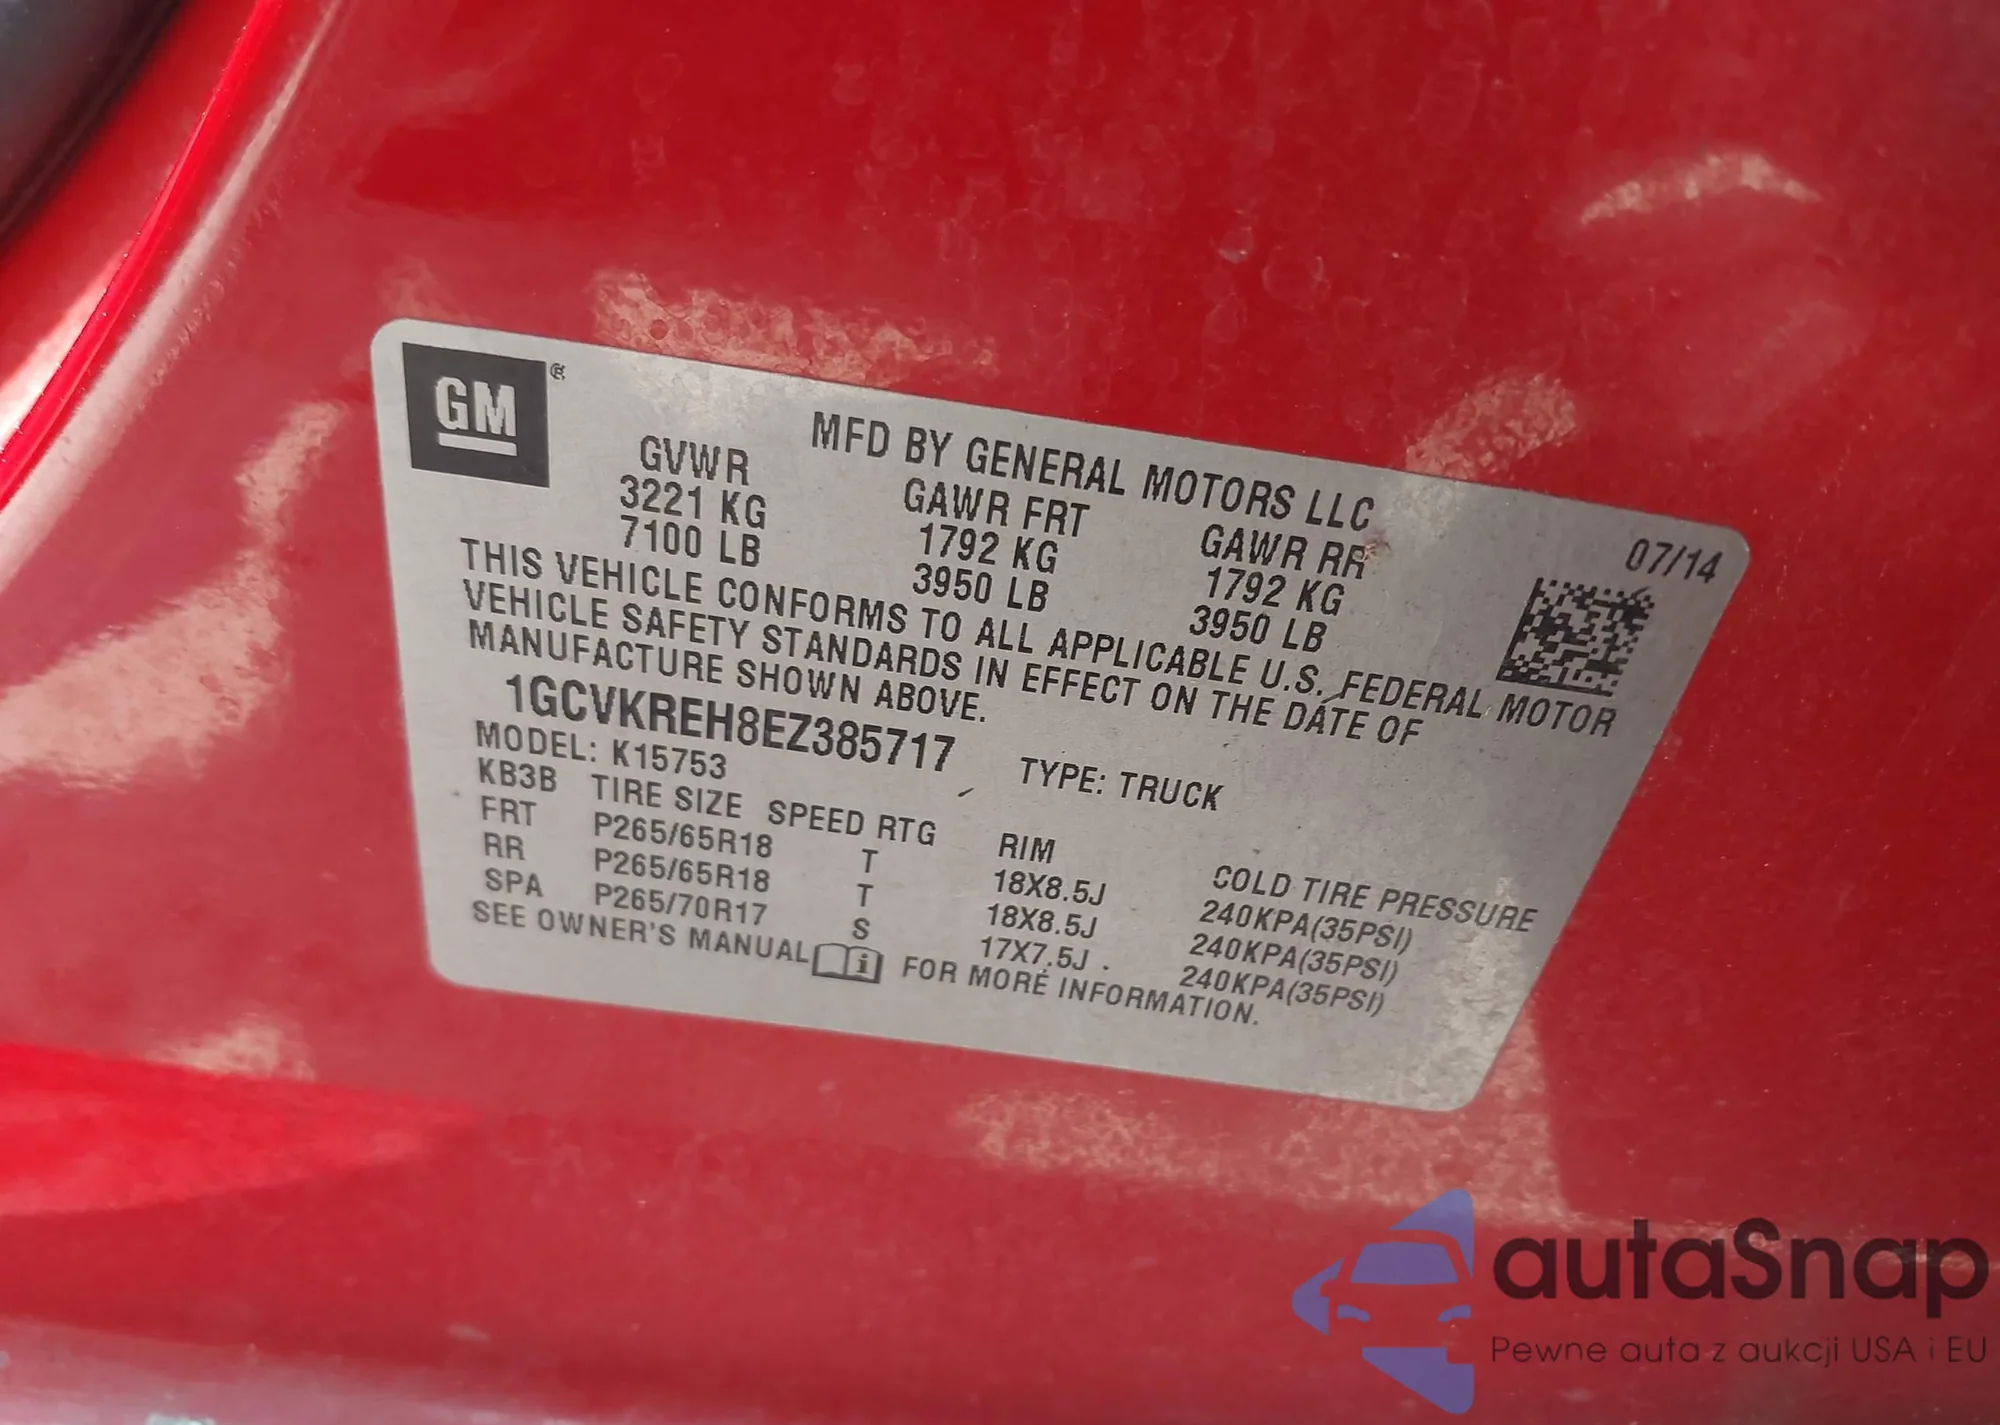 GM ®
MFD BY GENERAL MOTORS LLC 07/14
GVWR GAWR FRT GAWR RR
3221 KG 1792 KG 1792 KG
7100 LB 3950 LB 3950 LB
THIS VEHICLE CONFORMS TO ALL APPLICABLE U.S. FEDERAL MOTOR
VEHICLE SAFETY STANDARDS IN EFFECT ON THE DATE OF
MANUFACTURE SHOWN ABOVE.
1GCVKREH8EZ385717 TYPE: TRUCK
MODEL: K15753
KB3B TIRE SIZE SPEED RTG RIM COLD TIRE PRESSURE
FRT P265/65R18 T 18X8.5J 240KPA(35PSI)
RR P265/65R18 T 18X8.5J 240KPA(35PSI)
SPA P265/70R17 S 17X7.5J 240KPA(35PSI)
SEE OWNER'S MANUAL i FOR MORE INFORMATION.
autaSnap
Pewne auta z aukcji USA i EU